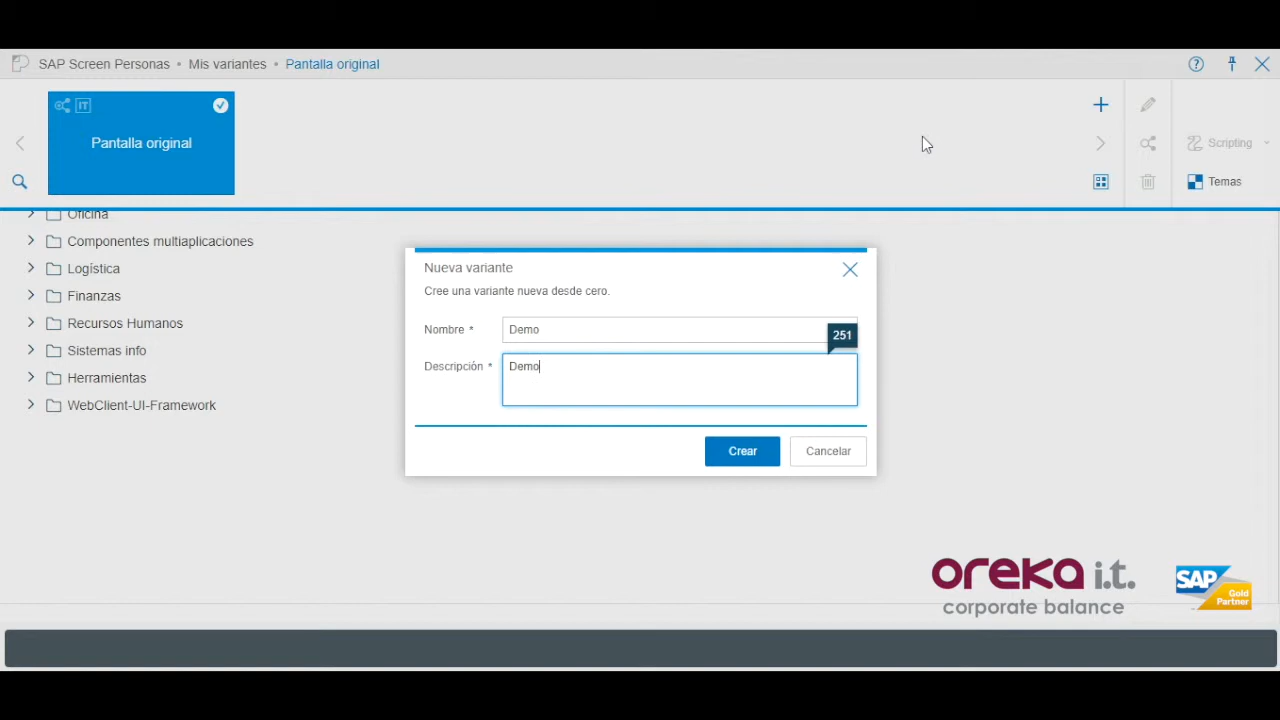 SAP Screen Personas • Mis variantes • Pantalla original
IT
Pantalla original
Scripting
Temas
Oficina
Componentes multiaplicaciones
Logística
Finanzas
Recursos Humanos
Sistemas info
Herramientas
WebClient-UI-Framework
Nueva variante
Cree una variante nueva desde cero.
Nombre * Demo
251
Descripción * Demo
Crear Cancelar
oreka i.t.
corporate balance
SAP Gold
Partner